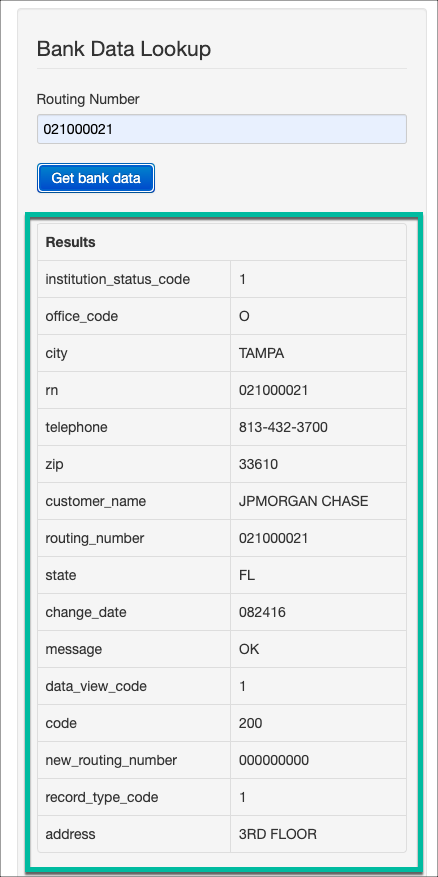 Bank Data Lookup
Routing Number
021000021
Get bank data
Results
institution_status_code 1
office_code O
city TAMPA
rn 021000021
telephone 813-432-3700
zip 33610
customer_name JPMORGAN CHASE
routing_number 021000021
state FL
change_date 082416
message OK
data_view_code 1
code 200
new_routing_number 000000000
record_type_code 1
address 3RD FLOOR